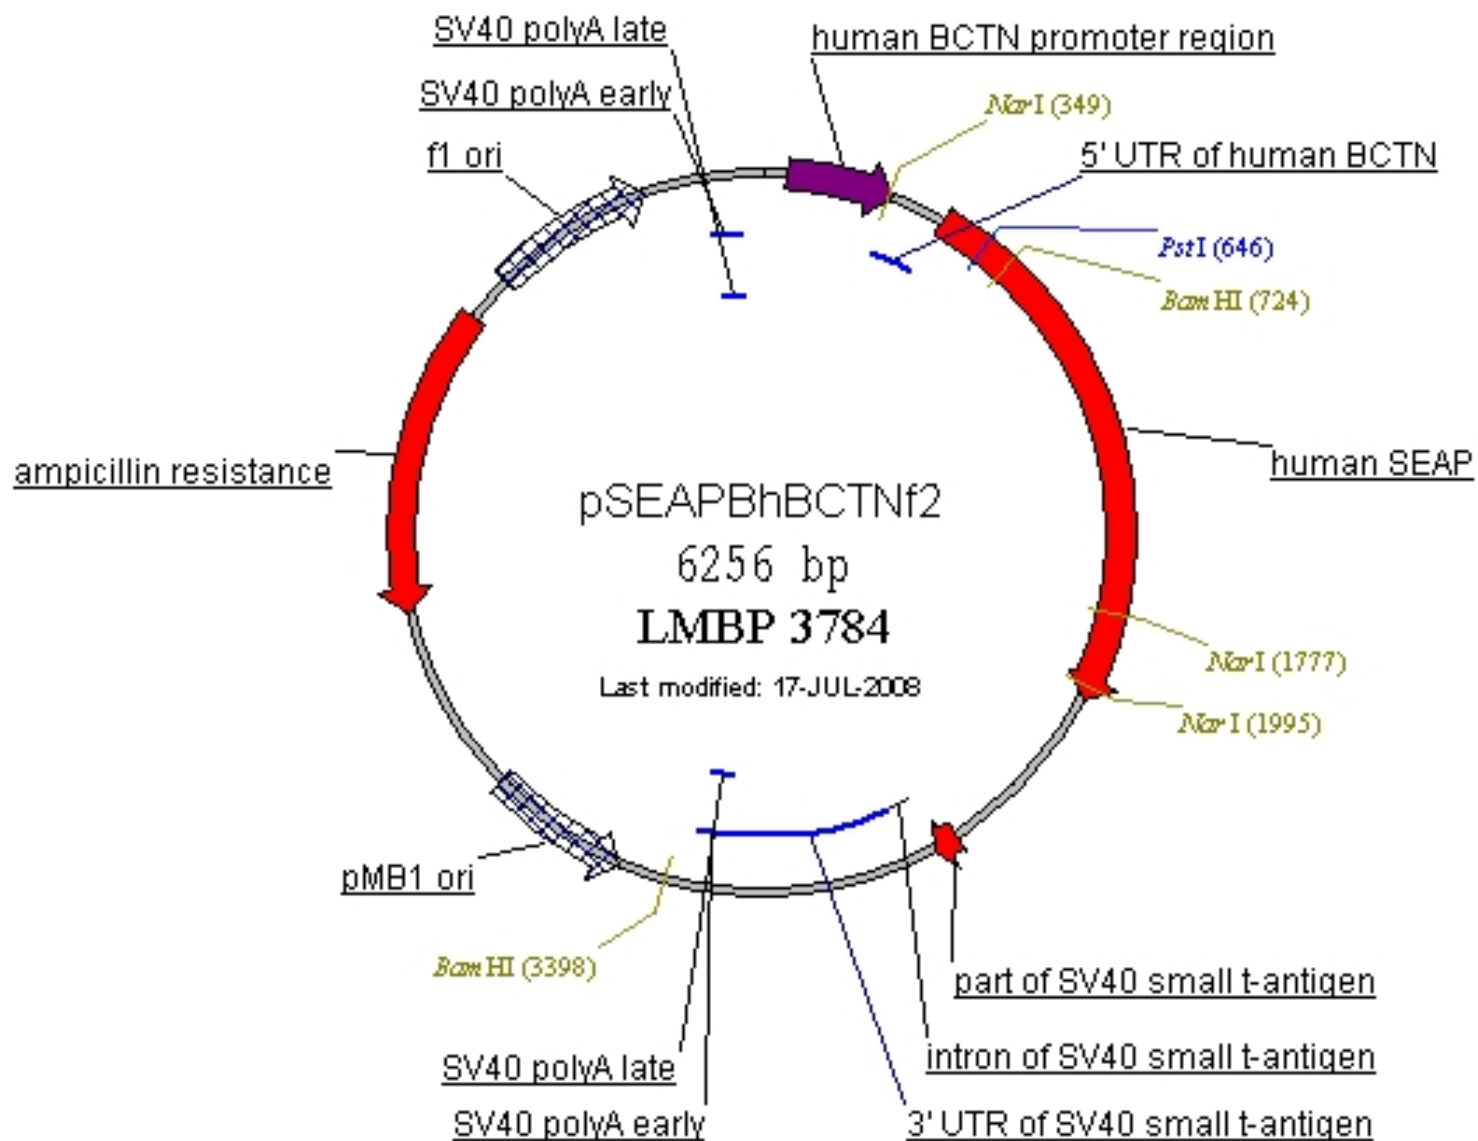 SV40 polyA late
human BCTN promoter region
SV40 polyA early
NarI (349)
f1 ori
5' UTR of human BCTN
PstI (646)
BamHI (724)
ampicillin resistance
human SEAP
pSEAPBhBCTNf2
6256 bp
LMBP 3784
Last modified: 17-JUL-2008
NarI (1777)
NarI (1995)
pMB1 ori
BamHI (3398)
part of SV40 small t-antigen
SV40 polyA late
intron of SV40 small t-antigen
SV40 polyA early
3' UTR of SV40 small t-antigen